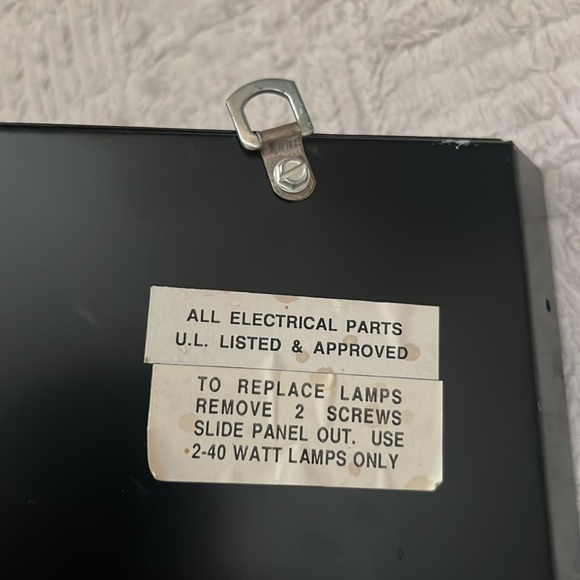 ALL ELECTRICAL PARTS
U.L. LISTED & APPROVED
TO REPLACE LAMPS
REMOVE 2 SCREWS
SLIDE PANEL OUT. USE
2-40 WATT LAMPS ONLY